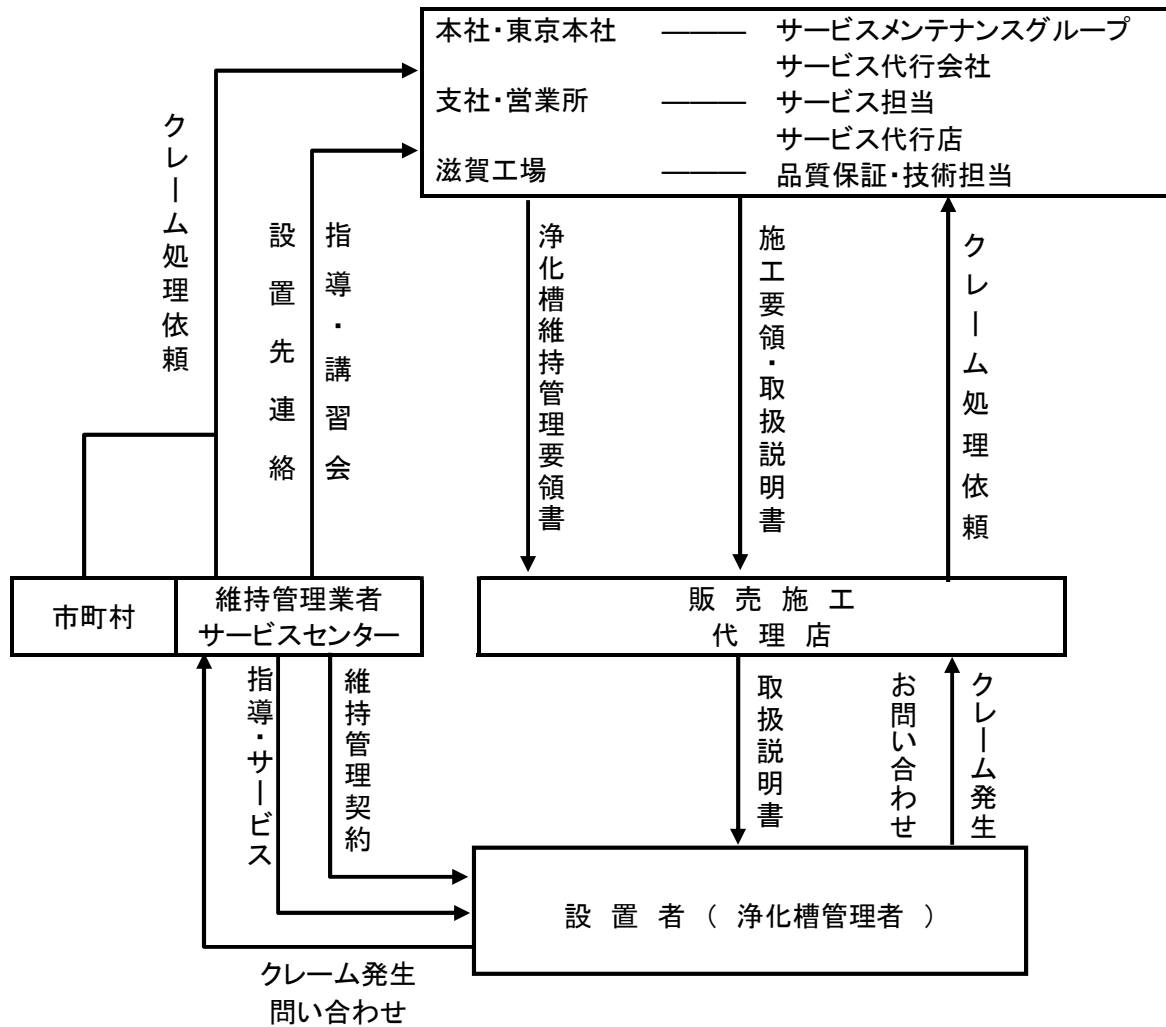 本社・東京本社 ――― サービスメンテナンスグループ
サービス代行会社
支社・営業所 ――― サービス担当
サービス代行店
滋賀工場 ――― 品質保証・技術担当
クレーム処理依頼
設置先連絡
指導・講習会
浄化槽維持管理要領書
施工要領・取扱説明書
クレーム処理依頼
市町村
維持管理業者
サービスセンター
販売施工
代理店
指導・サービス
維持管理契約
取扱説明書
お問い合わせ
クレーム発生
設置者（浄化槽管理者）
クレーム発生
問い合わせ